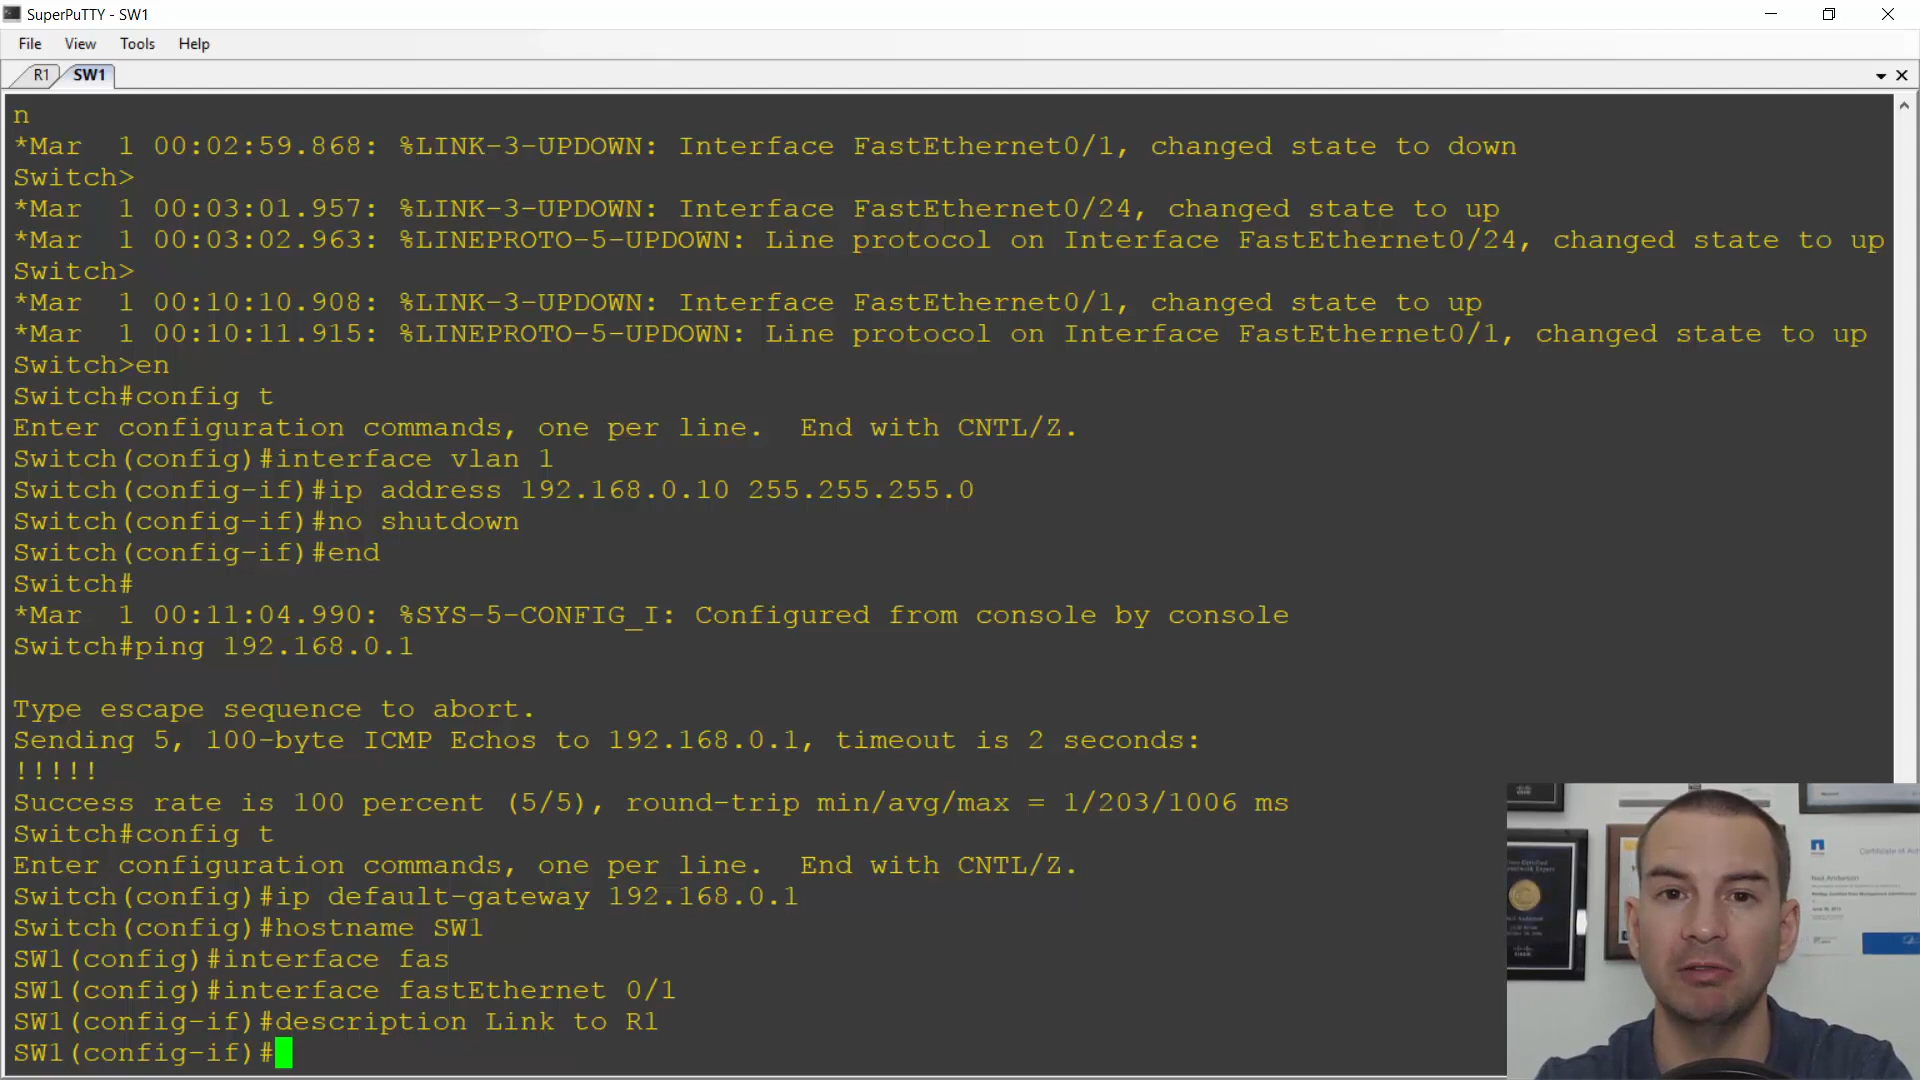 SuperPuTTY - SW1
File View Tools Help
R1 SW1
n
*Mar  1 00:02:59.868: %LINK-3-UPDOWN: Interface FastEthernet0/1, changed state to down
Switch>
*Mar  1 00:03:01.957: %LINK-3-UPDOWN: Interface FastEthernet0/24, changed state to up
*Mar  1 00:03:02.963: %LINEPROTO-5-UPDOWN: Line protocol on Interface FastEthernet0/24, changed state to up
Switch>
*Mar  1 00:10:10.908: %LINK-3-UPDOWN: Interface FastEthernet0/1, changed state to up
*Mar  1 00:10:11.915: %LINEPROTO-5-UPDOWN: Line protocol on Interface FastEthernet0/1, changed state to up
Switch>en
Switch#config t
Enter configuration commands, one per line.  End with CNTL/Z.
Switch(config)#interface vlan 1
Switch(config-if)#ip address 192.168.0.10 255.255.255.0
Switch(config-if)#no shutdown
Switch(config-if)#end
Switch#
*Mar  1 00:11:04.990: %SYS-5-CONFIG_I: Configured from console by console
Switch#ping 192.168.0.1
Type escape sequence to abort.
Sending 5, 100-byte ICMP Echos to 192.168.0.1, timeout is 2 seconds:
!!!!!
Success rate is 100 percent (5/5), round-trip min/avg/max = 1/203/1006 ms
Switch#config t
Enter configuration commands, one per line.  End with CNTL/Z.
Switch(config)#ip default-gateway 192.168.0.1
Switch(config)#hostname SW1
SW1(config)#interface fas
SW1(config)#interface fastEthernet 0/1
SW1(config-if)#description Link to R1
SW1(config-if)#
Neil Anderson